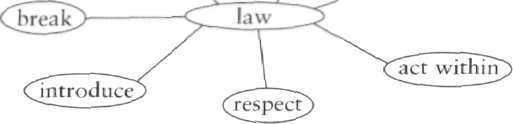 break
law
act within
introduce
respect